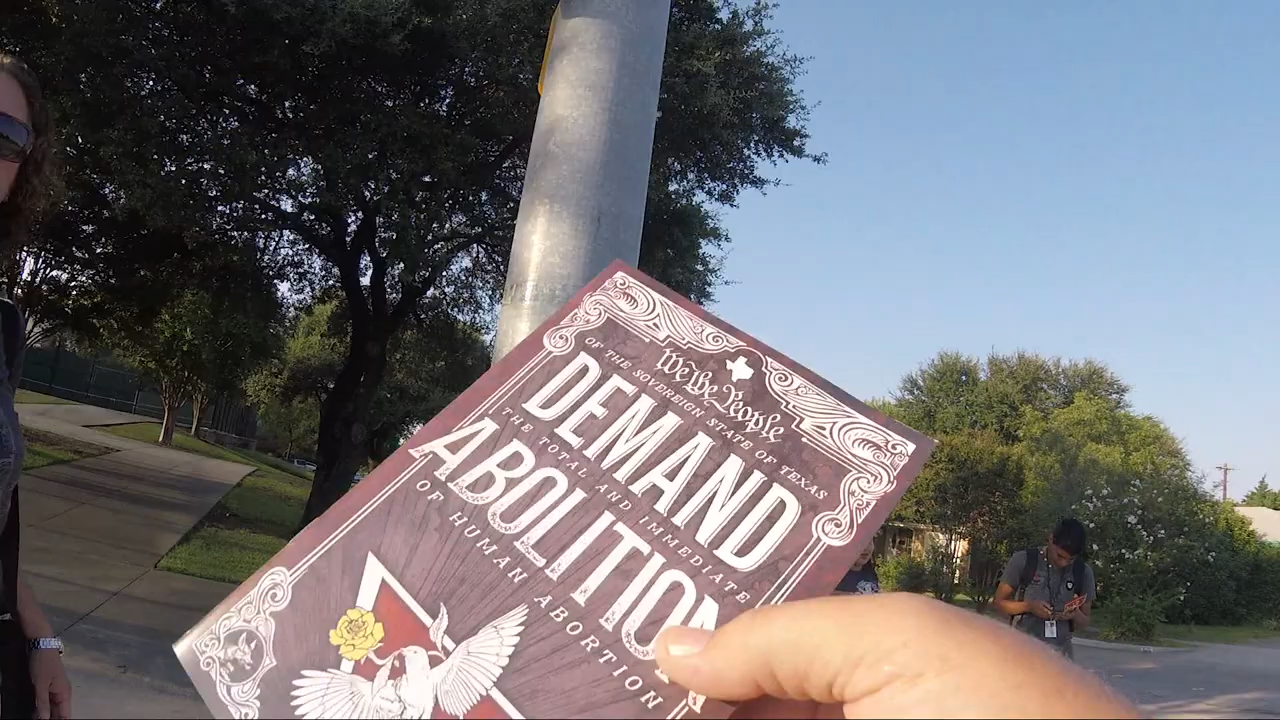 We the People
OF THE SOVEREIGN STATE OF TEXAS
DEMAND
THE TOTAL AND IMMEDIATE
ABOLITION
OF HUMAN ABORTION